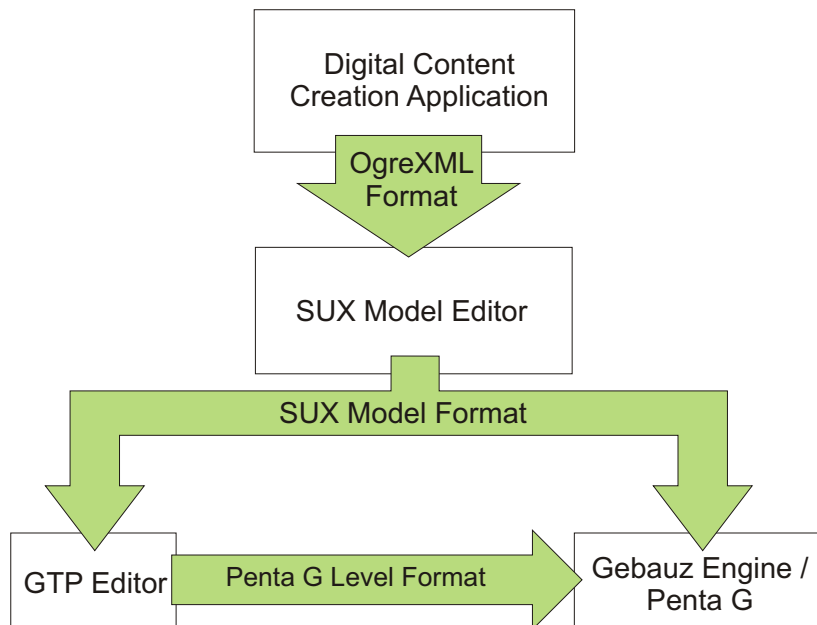 Digital Content
Creation Application
OgreXML
Format
SUX Model Editor
SUX Model Format
GTP Editor
Penta G Level Format
Gebauz Engine /
Penta G